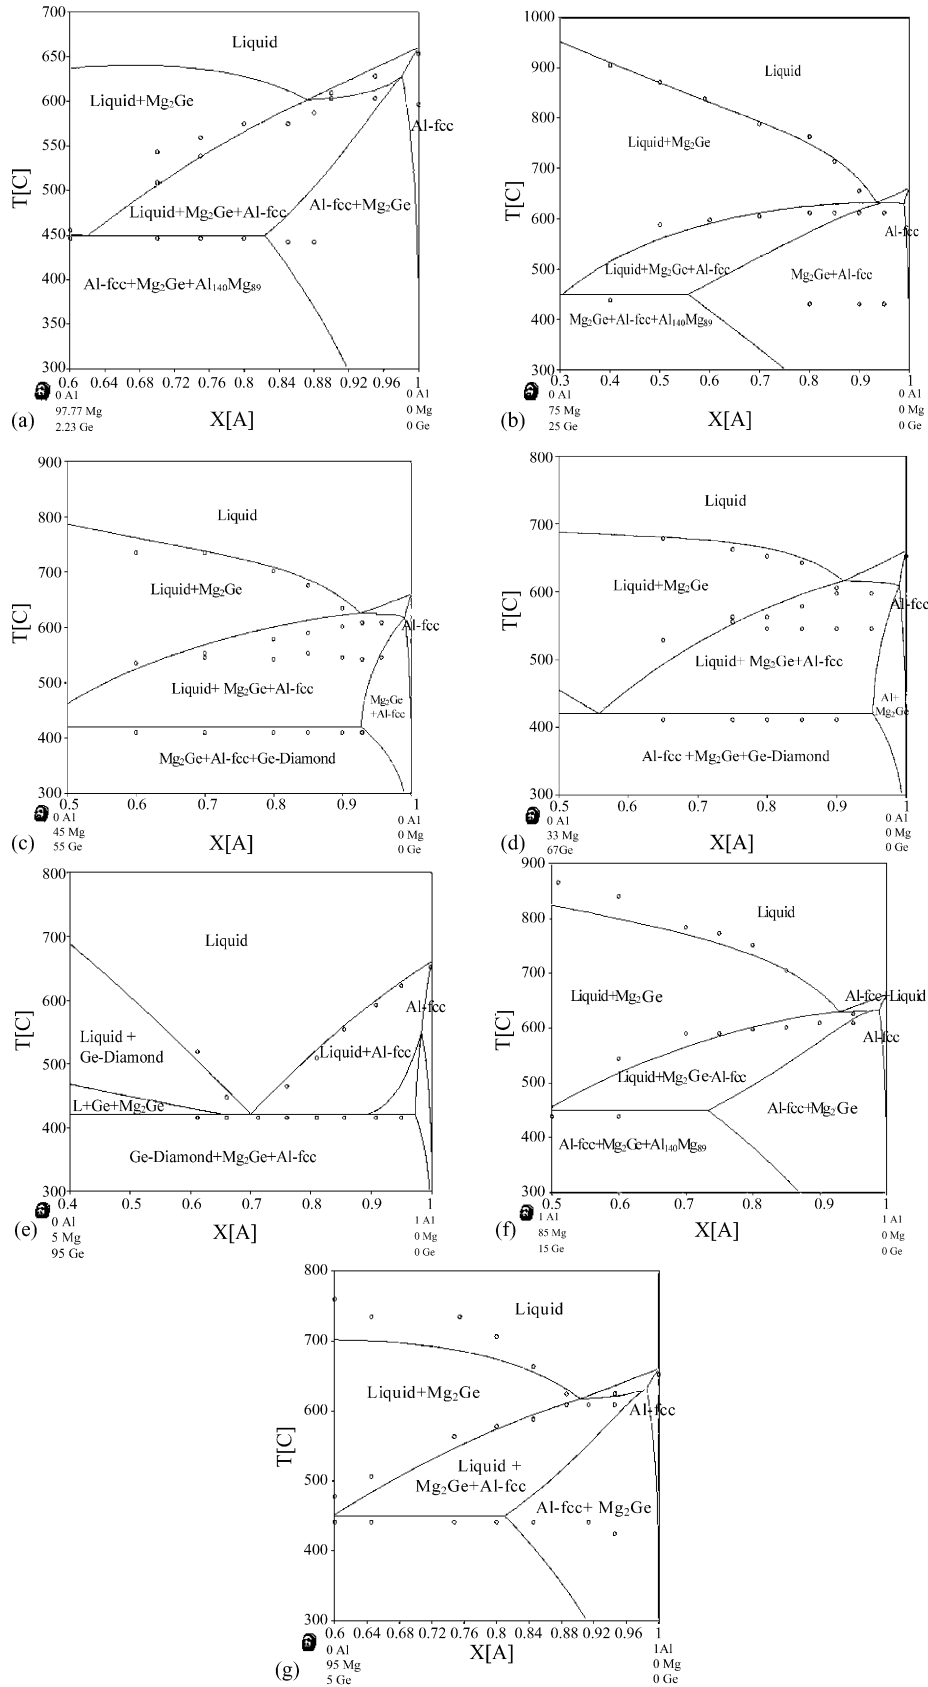 700
650
600
550
500
450
400
350
300
T[C]
Liquid
Liquid+Mg₂Ge
Al-fcc
Liquid+Mg₂Ge+Al-fcc
Al-fcc+Mg₂Ge
Al-fcc+Mg₂Ge+Al₁₄₀Mg₈₉
0.6 0.64 0.68 0.72 0.76 0.8 0.84 0.88 0.92 0.96 1
0 Al
97.77 Mg
2.23 Ge
0 Al
0 Mg
0 Ge
(a)
X[A]
1000
900
800
700
600
500
400
300
T[C]
Liquid
Liquid+Mg₂Ge
Al-fcc
Liquid+Mg₂Ge+Al-fcc
Mg₂Ge+Al-fcc
Mg₂Ge+Al-fcc+Al₁₄₀Mg₈₉
0.3 0.4 0.5 0.6 0.7 0.8 0.9 1
0 Al
75 Mg
25 Ge
0 Al
0 Mg
0 Ge
(b)
X[A]
900
800
700
600
500
400
300
T[C]
Liquid
Liquid+Mg₂Ge
Al-fcc
Liquid+ Mg₂Ge+Al-fcc
Mg₂Ge
+Al-fcc
Mg₂Ge+Al-fcc+Ge-Diamond
0.5 0.6 0.7 0.8 0.9 1
0 Al
45 Mg
55 Ge
0 Al
0 Mg
0 Ge
(c)
X[A]
800
700
600
500
400
300
T[C]
Liquid
Liquid+Mg₂Ge
Al-fcc
Liquid+ Mg₂Ge+Al-fcc
Al+
Mg₂Ge
Al-fcc +Mg₂Ge+Ge-Diamond
0.5 0.6 0.7 0.8 0.9 1
0 Al
33 Mg
67Ge
0 Al
0 Mg
0 Ge
(d)
X[A]
800
700
600
500
400
300
T[C]
Liquid
Al-fcc
Liquid +
Ge-Diamond
Liquid+Al-fcc
L+Ge+Mg₂Ge
Ge-Diamond+Mg₂Ge+Al-fcc
0.4 0.5 0.6 0.7 0.8 0.9 1
0 Al
5 Mg
95 Ge
1 Al
0 Mg
0 Ge
(e)
X[A]
900
800
700
600
500
400
300
T[C]
Liquid
Liquid+Mg₂Ge
Al-fcc+Liquid
Al-fcc
Liquid+Mg₂Ge-Al-fcc
Al-fcc+Mg₂Ge
Al-fcc+Mg₂Ge+Al₁₄₀Mg₈₉
0.5 0.6 0.7 0.8 0.9 1
1 Al
85 Mg
15 Ge
1 Al
0 Mg
0 Ge
(f)
X[A]
800
700
600
500
400
300
T[C]
Liquid
Liquid+Mg₂Ge
Al-fcc
Liquid +
Mg₂Ge+Al-fcc
Al-fcc+ Mg₂Ge
0.6 0.64 0.68 0.72 0.76 0.8 0.84 0.88 0.92 0.96 1
0 Al
95 Mg
5 Ge
1Al
0 Mg
0 Ge
(g)
X[A]